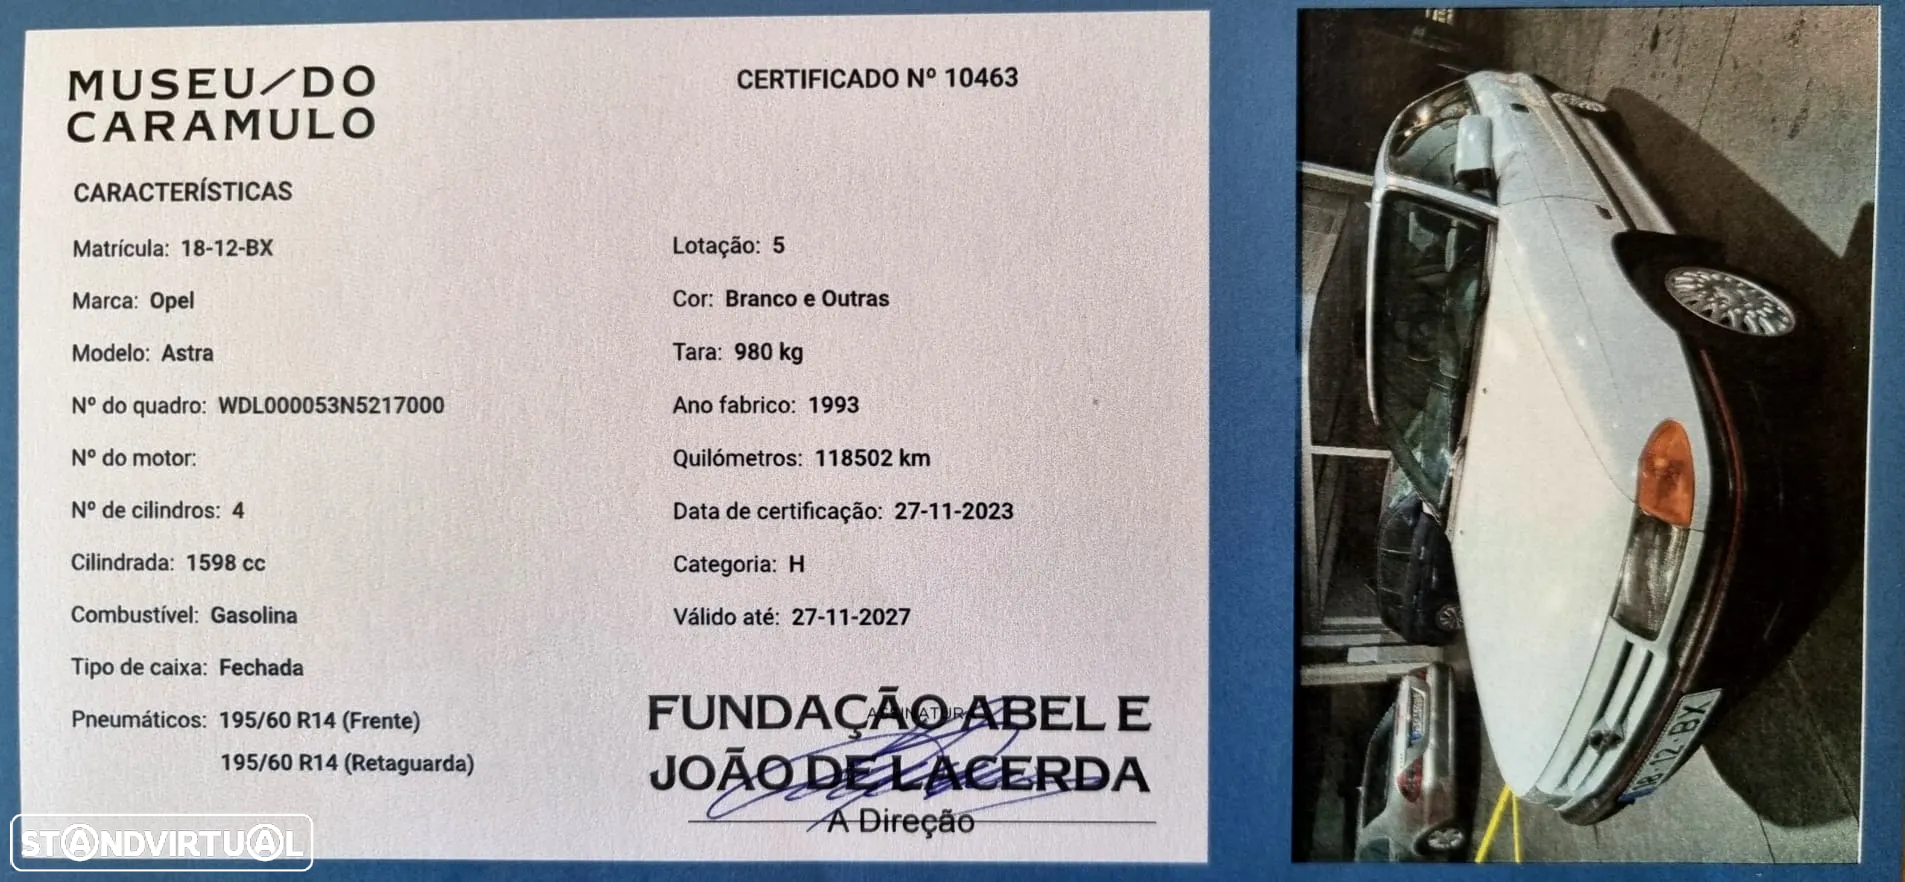 MUSEU/DO
CARAMULO
CERTIFICADO Nº 10463
CARACTERÍSTICAS
Matrícula: 18-12-BX
Marca: Opel
Modelo: Astra
Nº do quadro: WDL000053N5217000
Nº do motor:
Nº de cilindros: 4
Cilindrada: 1598 cc
Combustível: Gasolina
Tipo de caixa: Fechada
Pneumáticos: 195/60 R14 (Frente)
195/60 R14 (Retaguarda)
Lotação: 5
Cor: Branco e Outras
Tara: 980 kg
Ano fabrico: 1993
Quilómetros: 118502 km
Data de certificação: 27-11-2023
Categoria: H
Válido até: 27-11-2027
ASSINATURA
FUNDAÇÃO ABEL E
JOÃO DE LACERDA
A Direção
18-12-BX
STANDVIRTUAL